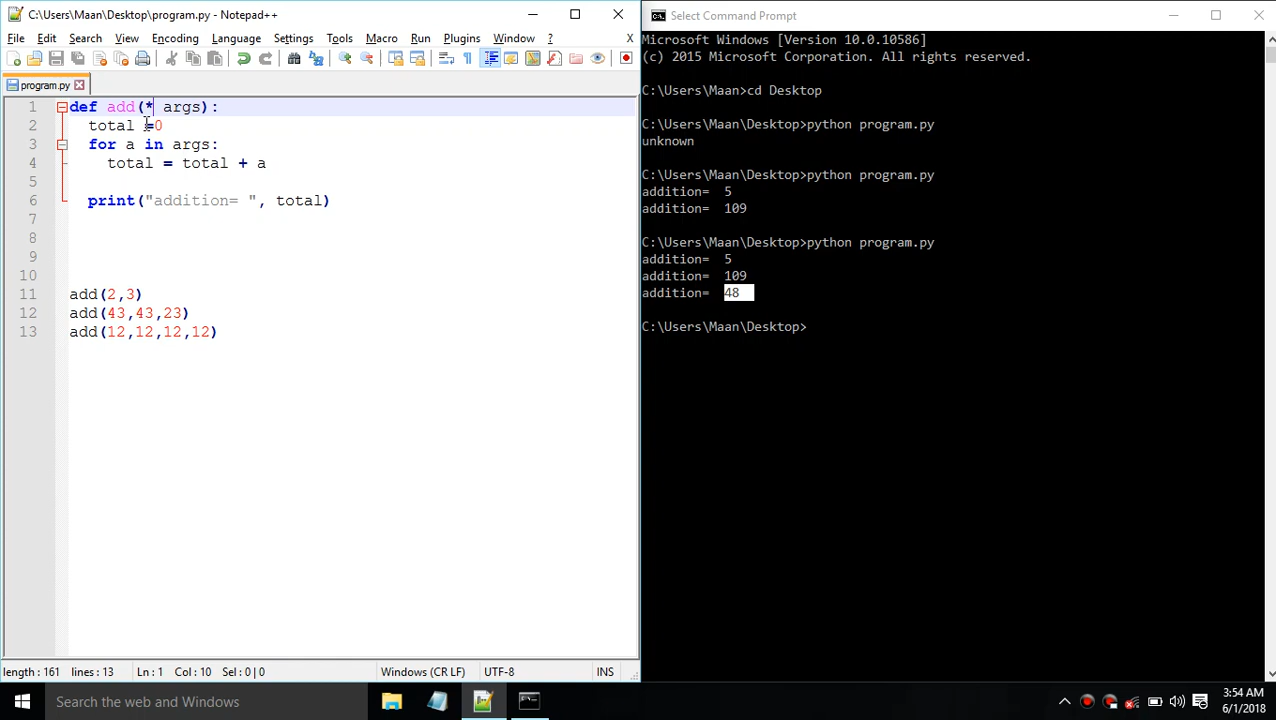 C:\Users\Maan\Desktop\program.py - Notepad++
File Edit Search View Encoding Language Settings Tools Macro Run Plugins Window ? X
program.py
1 def add(* args):
2 total =0
3 for a in args:
4 total = total + a
5
6 print("addition= ", total)
7
8
9
10
11 add(2,3)
12 add(43,43,23)
13 add(12,12,12,12)
length : 161 lines : 13 Ln : 1 Col : 10 Sel : 0 | 0 Windows (CR LF) UTF-8 INS
Select Command Prompt
Microsoft Windows [Version 10.0.10586]
(c) 2015 Microsoft Corporation. All rights reserved.
C:\Users\Maan>cd Desktop
C:\Users\Maan\Desktop>python program.py
unknown
C:\Users\Maan\Desktop>python program.py
addition= 5
addition= 109
C:\Users\Maan\Desktop>python program.py
addition= 5
addition= 109
addition= 48
C:\Users\Maan\Desktop>
Search the web and Windows
3:54 AM
6/1/2018